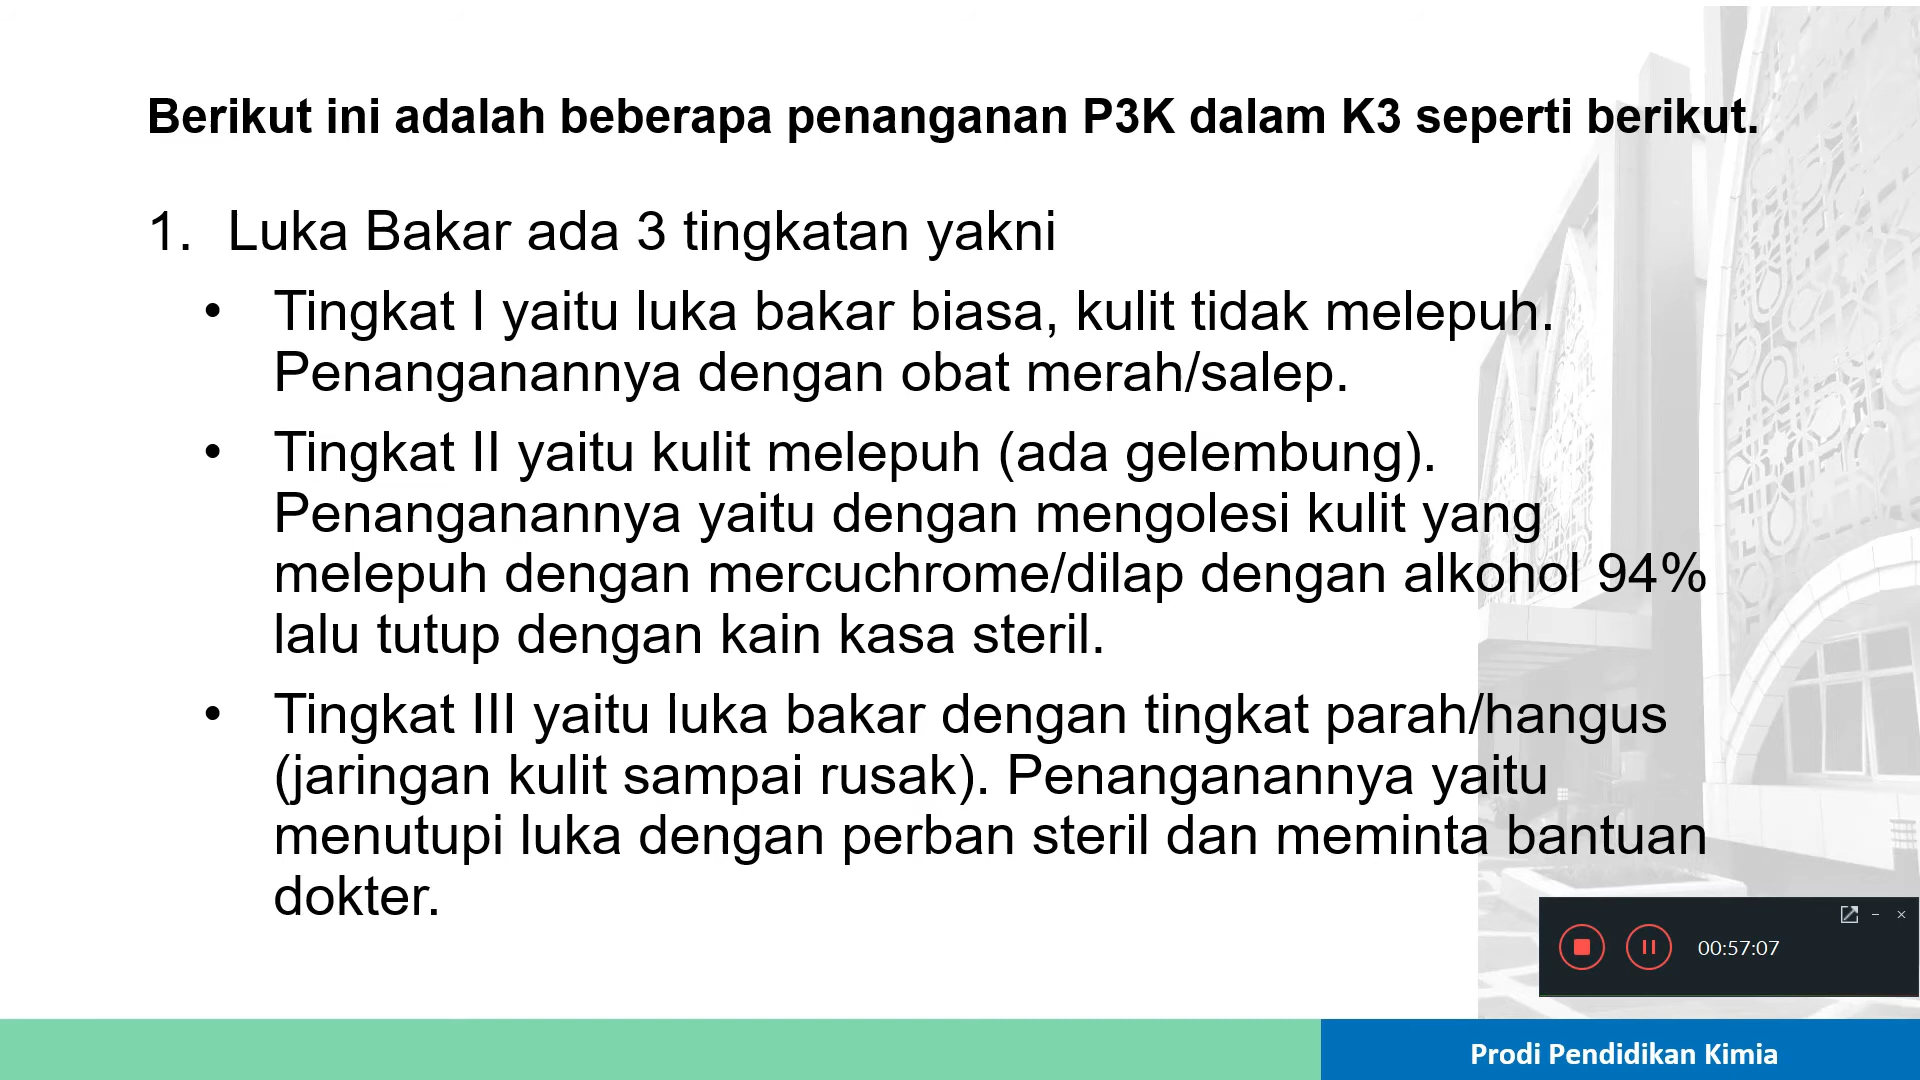 Berikut ini adalah beberapa penanganan P3K dalam K3 seperti berikut.
1. Luka Bakar ada 3 tingkatan yakni
• Tingkat I yaitu luka bakar biasa, kulit tidak melepuh.
Penanganannya dengan obat merah/salep.
• Tingkat II yaitu kulit melepuh (ada gelembung).
Penanganannya yaitu dengan mengolesi kulit yang
melepuh dengan mercuchrome/dilap dengan alkohol 94%
lalu tutup dengan kain kasa steril.
• Tingkat III yaitu luka bakar dengan tingkat parah/hangus
(jaringan kulit sampai rusak). Penanganannya yaitu
menutupi luka dengan perban steril dan meminta bantuan
dokter.
00:57:07
Prodi Pendidikan Kimia